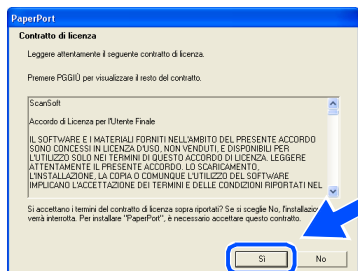 PaperPort
Contratto di licenza
Leggere attentamente il seguente contratto di licenza.
Premere PGGIÙ per visualizzare il resto del contratto.
ScanSoft
Accordo di Licenza per l'Utente Finale
IL SOFTWARE E I MATERIALI FORNITI NELL'AMBITO DEL PRESENTE ACCORDO
SONO CONCESSI IN LICENZA D'USO, NON VENDUTI, E DISPONIBILI PER
L'UTILIZZO SOLO NEI TERMINI DI QUESTO ACCORDO DI LICENZA. LEGGERE
ATTENTAMENTE IL PRESENTE ACCORDO. LO SCARICAMENTO,
L'INSTALLAZIONE, LA COPIA O COMUNQUE L'UTILIZZO DEL SOFTWARE
IMPLICANO L'ACCETTAZIONE DEI TERMINI E DELLE CONDIZIONI RIPORTATI NEL
Si accettano i termini del contratto di licenza sopra riportati? Se si sceglie No, l'installazione
verrà interrotta. Per installare "PaperPort", è necessario accettare questo contratto.
Sì
No